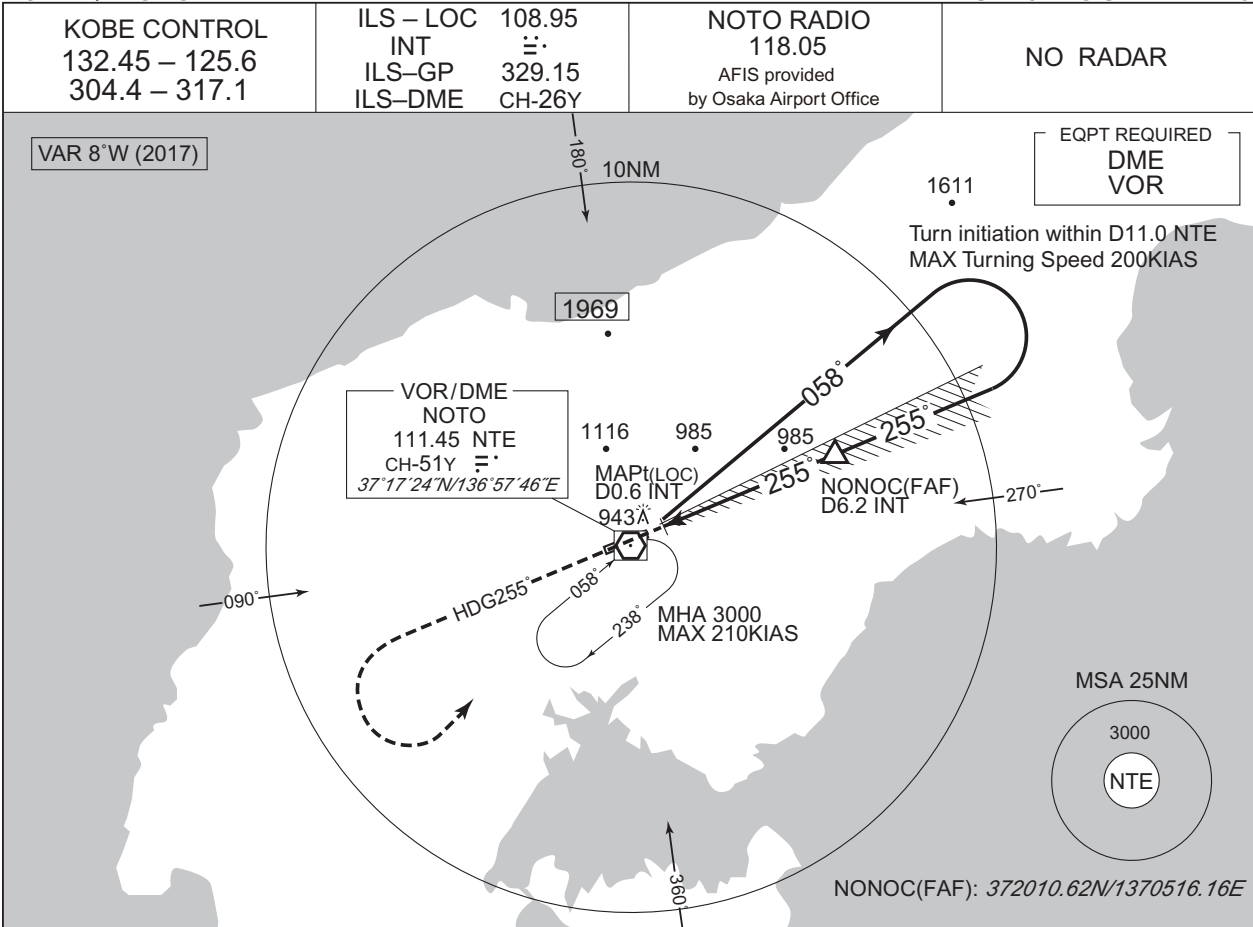 KOBE CONTROL
132.45 – 125.6
304.4 – 317.1
ILS – LOC 108.95
INT
ILS–GP 329.15
ILS–DME CH-26Y
NOTO RADIO
118.05
AFIS provided
by Osaka Airport Office
NO RADAR
VAR 8°W (2017)
180°
10NM
EQPT REQUIRED
DME
VOR
1611
Turn initiation within D11.0 NTE
MAX Turning Speed 200KIAS
1969
058°
VOR/DME
NOTO
111.45 NTE
CH-51Y
37°17′24″N/136°57′46″E
1116
985
985
255°
255°
MAPt(LOC)
D0.6 INT
NONOC(FAF)
D6.2 INT
270°
943
090°
HDG255°
058°
238°
MHA 3000
MAX 210KIAS
MSA 25NM
3000
NTE
360°
NONOC(FAF): 372010.62N/1370516.16E